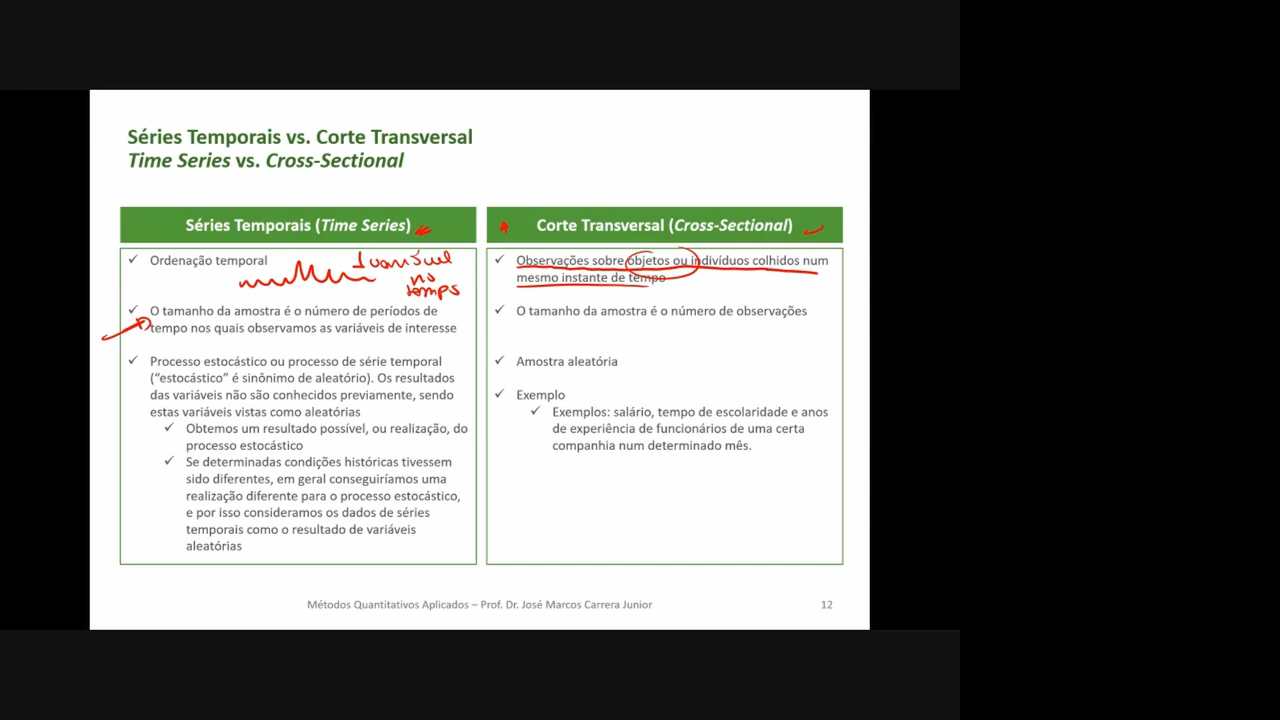 Séries Temporais vs. Corte Transversal
Time Series vs. Cross-Sectional
Séries Temporais (Time Series)
Ordenação temporal
1 variável
no
tempo
O tamanho da amostra é o número de períodos de
tempo nos quais observamos as variáveis de interesse
Processo estocástico ou processo de série temporal
(“estocástico” é sinônimo de aleatório). Os resultados
das variáveis não são conhecidos previamente, sendo
estas variáveis vistas como aleatórias
Obtemos um resultado possível, ou realização, do
processo estocástico
Se determinadas condições históricas tivessem
sido diferentes, em geral conseguiríamos uma
realização diferente para o processo estocástico,
e por isso consideramos os dados de séries
temporais como o resultado de variáveis
aleatórias
Corte Transversal (Cross-Sectional)
Observações sobre objetos ou indivíduos colhidos num
mesmo instante de tempo
O tamanho da amostra é o número de observações
Amostra aleatória
Exemplo
Exemplos: salário, tempo de escolaridade e anos
de experiência de funcionários de uma certa
companhia num determinado mês.
Métodos Quantitativos Aplicados – Prof. Dr. José Marcos Carrera Junior
12